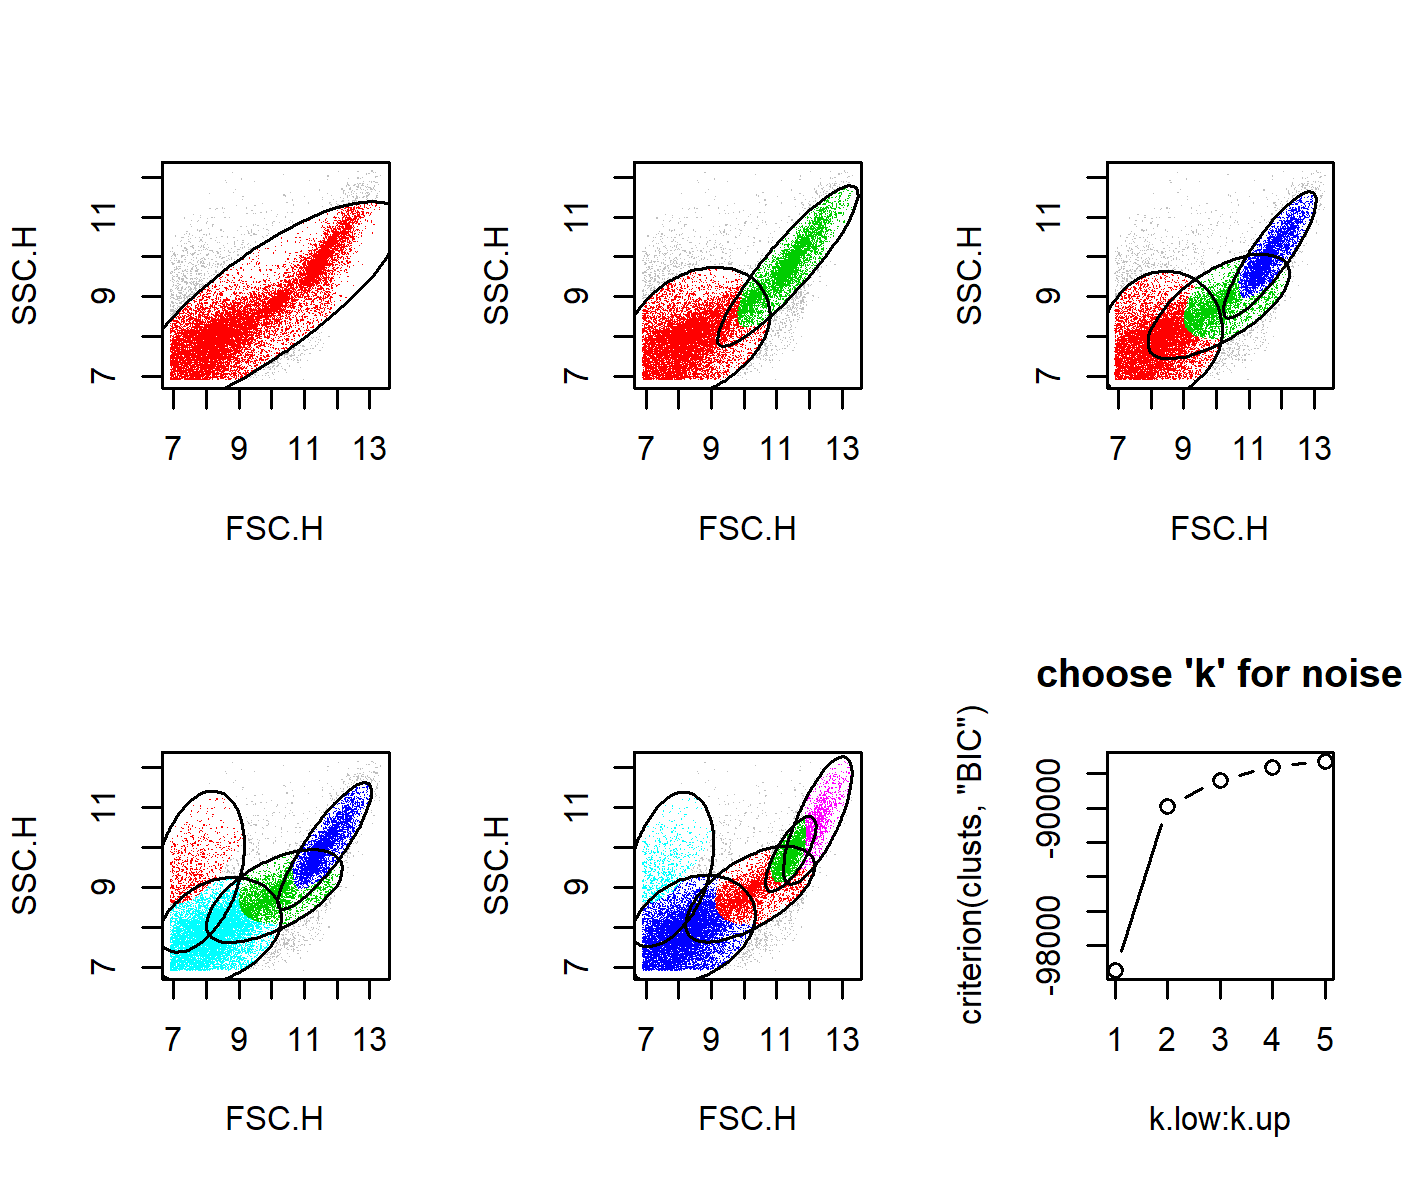 SSC.H
7 9 11
7 9 11 13
FSC.H
SSC.H
7 9 11
7 9 11 13
FSC.H
SSC.H
7 9 11
7 9 11 13
FSC.H
SSC.H
7 9 11
7 9 11 13
FSC.H
SSC.H
7 9 11
7 9 11 13
FSC.H
choose 'k' for noise
criterion(clusts, "BIC")
-98000 -90000
1 2 3 4 5
k.low:k.up